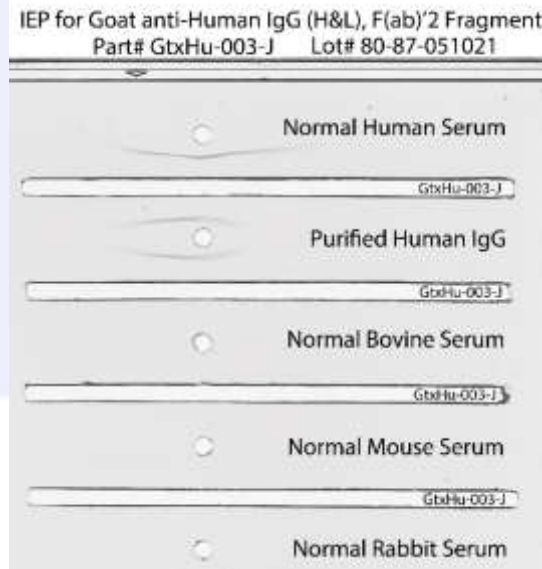 IEP for Goat anti-Human IgG (H&L), F(ab)’2 Fragment
Part# GtxHu-003-J Lot# 80-87-051021
Normal Human Serum
GtxHu-003-J
Purified Human IgG
GtxHu-003-J
Normal Bovine Serum
GtxHu-003-J
Normal Mouse Serum
GtxHu-003-J
Normal Rabbit Serum